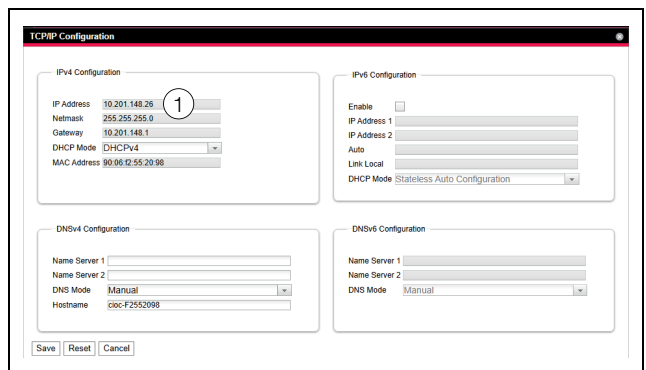 TCP/IP Configuration
IPv4 Configuration
IP Address 10.201.148.26 1
Netmask 255.255.255.0
Gateway 10.201.148.1
DHCP Mode DHCPv4
MAC Address 90:06:f2:55:20:98
IPv6 Configuration
Enable
IP Address 1
IP Address 2
Auto
Link Local
DHCP Mode Stateless Auto Configuration
DNSv4 Configuration
Name Server 1
Name Server 2
DNS Mode Manual
Hostname cioc-F2552098
DNSv6 Configuration
Name Server 1
Name Server 2
DNS Mode Manual
Save Reset Cancel